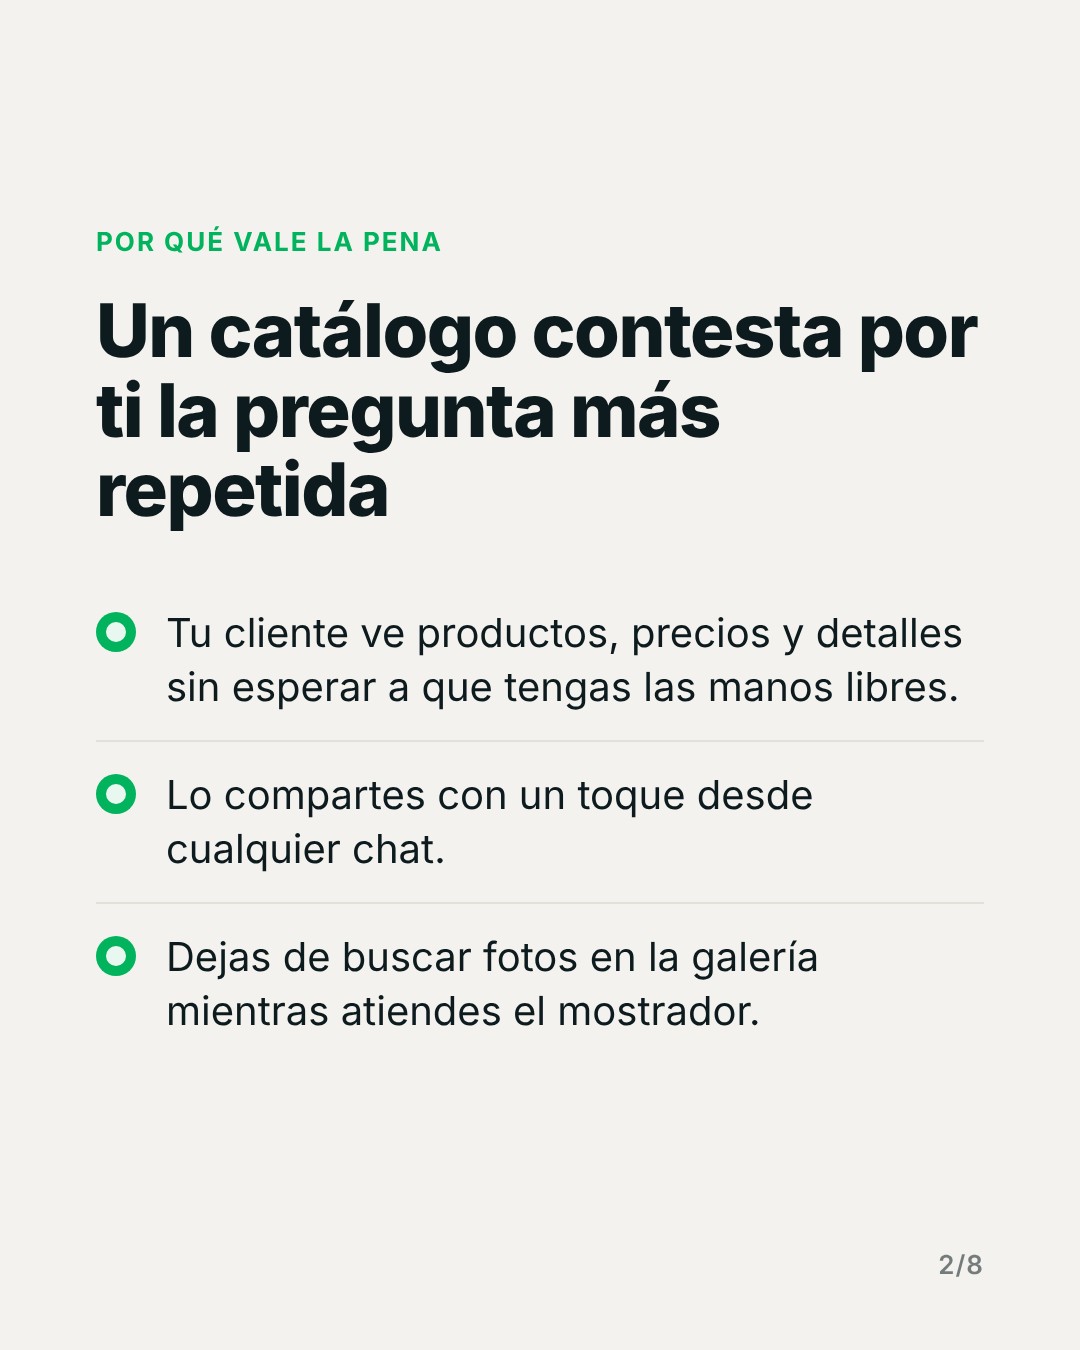 POR QUÉ VALE LA PENA
Un catálogo contesta por
ti la pregunta más
repetida
Tu cliente ve productos, precios y detalles
sin esperar a que tengas las manos libres.
Lo compartes con un toque desde
cualquier chat.
Dejas de buscar fotos en la galería
mientras atiendes el mostrador.
2/8